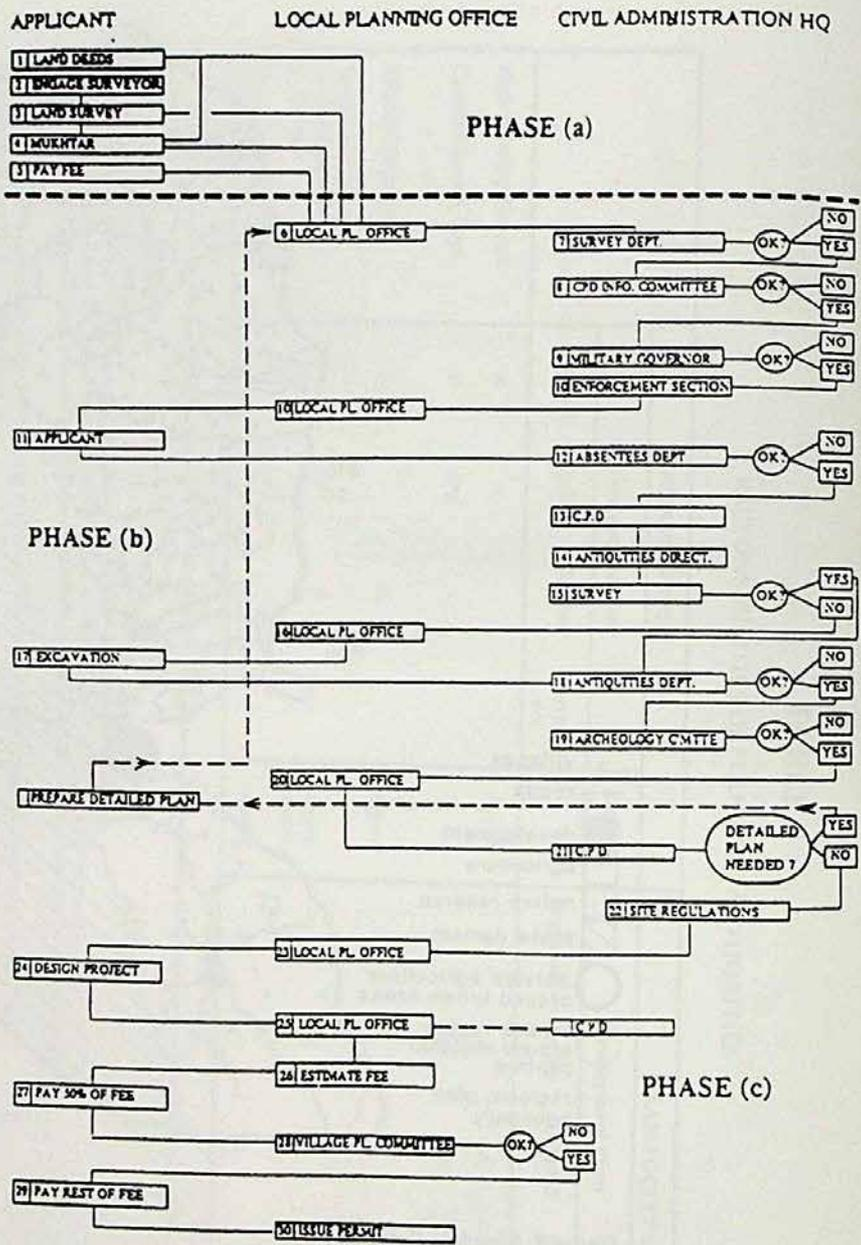 APPLICANT
LOCAL PLANNING OFFICE
CIVIL ADMINISTRATION HQ
1 LAND DEEDS
2 ENGAGE SURVEYOR
3 LAND SURVEY
4 MUKHTAR
5 PAY FEE
PHASE (a)
6 LOCAL PL. OFFICE
7 SURVEY DEPT.
OK?
NO
YES
8 CPD INFO. COMMITTEE
OK?
NO
YES
9 MILITARY GOVERNOR
OK?
NO
YES
10 ENFORCEMENT SECTION
10 LOCAL PL. OFFICE
11 APPLICANT
12 ABSENTEES DEPT
OK?
NO
YES
13 C.P.D
PHASE (b)
14 ANTIQUITIES DIRECT.
15 SURVEY
OK?
YES
NO
16 LOCAL PL. OFFICE
17 EXCAVATION
18 ANTIQUITIES DEPT.
OK?
NO
YES
19 ARCHEOLOGY CMTTE
OK?
NO
YES
20 LOCAL PL. OFFICE
PREPARE DETAILED PLAN
21 C.P.D.
DETAILED
PLAN
NEEDED ?
YES
NO
22 SITE REGULATIONS
23 LOCAL PL. OFFICE
24 DESIGN PROJECT
25 LOCAL PL. OFFICE
C.P.D
26 ESTIMATE FEE
PHASE (c)
27 PAY 50% OF FEE
28 VILLAGE PL. COMMITTEE
OK?
NO
YES
29 PAY REST OF FEE
30 ISSUE PERMIT